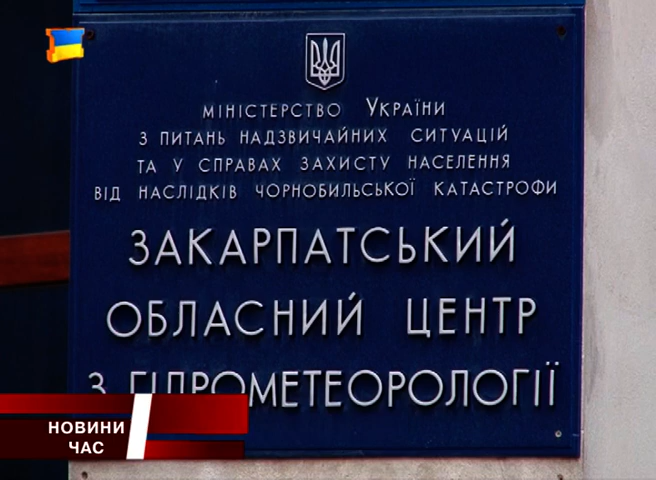 Міністерство України
з питань надзвичайних ситуацій
та у справах захисту населення
від наслідків Чорнобильської катастрофи
ЗАКАРПАТСЬКИЙ
ОБЛАСНИЙ ЦЕНТР
З ГІДРОМЕТЕОРОЛОГІЇ
НОВИНИ
ЧАС